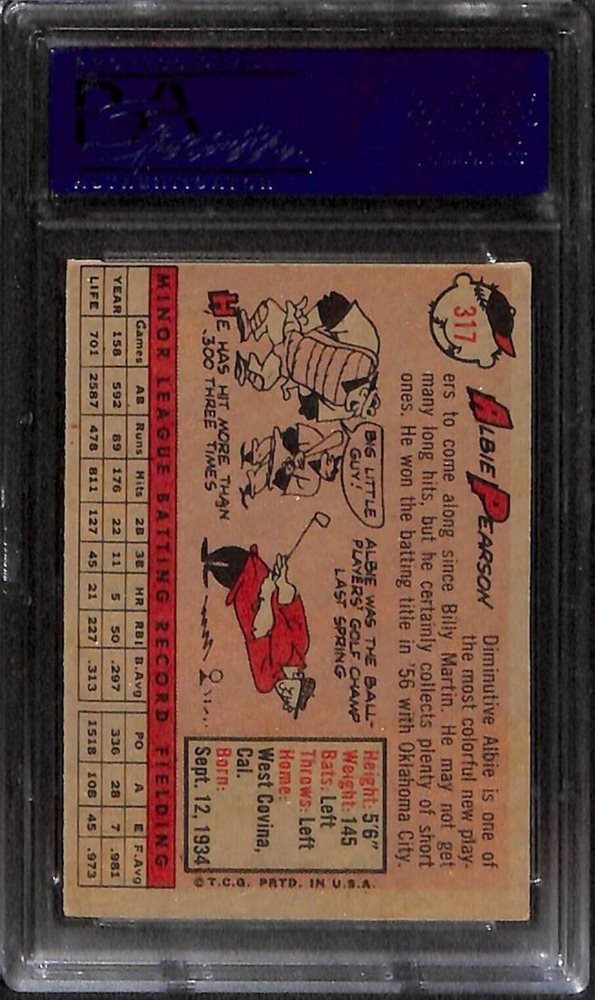 PSA
317
ALBIE PEARSON
Diminutive Albie is one of
the most colorful new play-
ers to come along since Billy Martin. He may not get
many long hits, but he certainly collects plenty of short
ones. He won the batting title in '56 with Oklahoma City.
BIG LITTLE
GUY!
HE HAS HIT MORE THAN
.300 THREE TIMES
ALBIE WAS THE BALL-
PLAYERS' GOLF CHAMP
LAST SPRING
Height: 5'6"
Weight: 145
Bats: Left
Throws: Left
Home:
West Covina,
Cal.
Born:
Sept. 12, 1934
©T.C.G. PRTD. IN U.S.A.
MINOR LEAGUE BATTING RECORD FIELDING
Games AB Runs Hits 2B 3B HR RBI B.Avg PO A E F.Avg
YEAR 158 592 89 176 22 11 5 50 .297 336 28 7 .981
LIFE 701 2587 478 811 127 45 21 227 .313 1518 108 45 .973